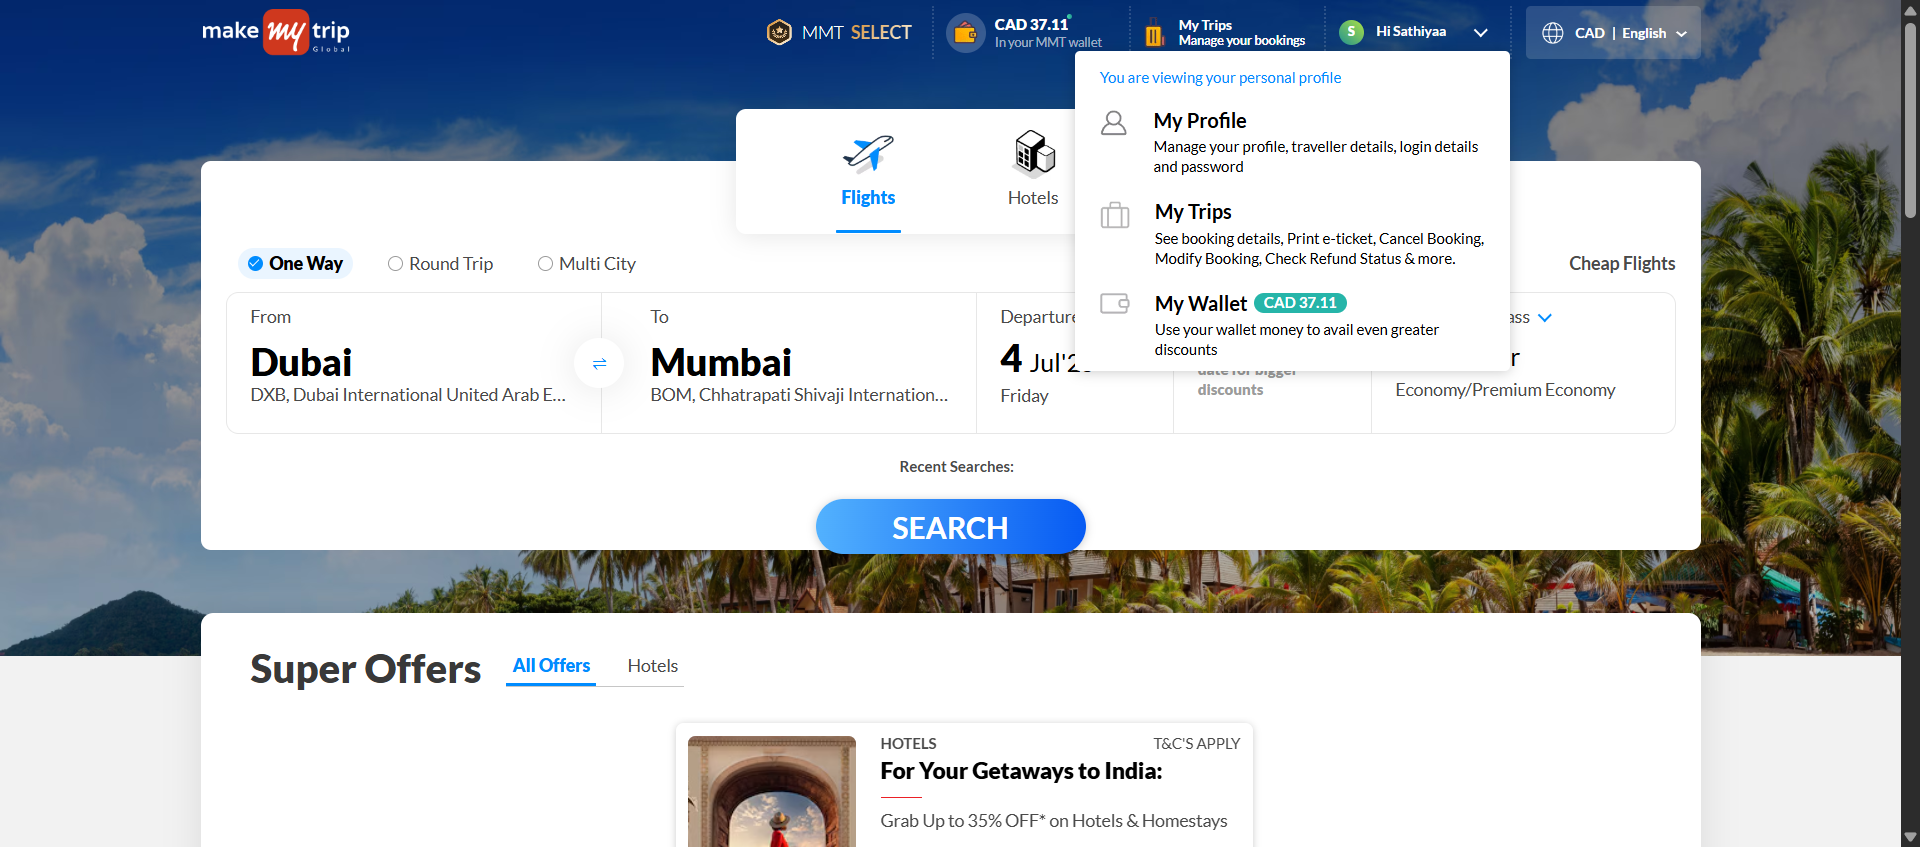 make my trip
Global
MMT SELECT
CAD 37.11
In your MMT wallet
My Trips
Manage your bookings
S
Hi Sathiyaa
CAD | English
You are viewing your personal profile
My Profile
Manage your profile, traveller details, login details
and password
My Trips
See booking details, Print e-ticket, Cancel Booking,
Modify Booking, Check Refund Status & more.
My Wallet CAD 37.11
Use your wallet money to avail even greater
discounts
Flights
Hotels
One Way
Round Trip
Multi City
Cheap Flights
From
Dubai
DXB, Dubai International United Arab E...
To
Mumbai
BOM, Chhatrapati Shivaji Internation...
Departure
4 Jul'2
Friday
date for bigger
discounts
ass
r
Economy/Premium Economy
Recent Searches:
SEARCH
Super Offers
All Offers
Hotels
HOTELS
T&C'S APPLY
For Your Getaways to India:
Grab Up to 35% OFF* on Hotels & Homestays